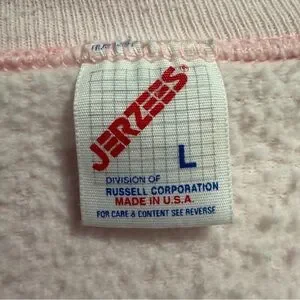 JERZEES
L
DIVISION OF
RUSSELL CORPORATION
MADE IN U.S.A.
FOR CARE & CONTENT SEE REVERSE